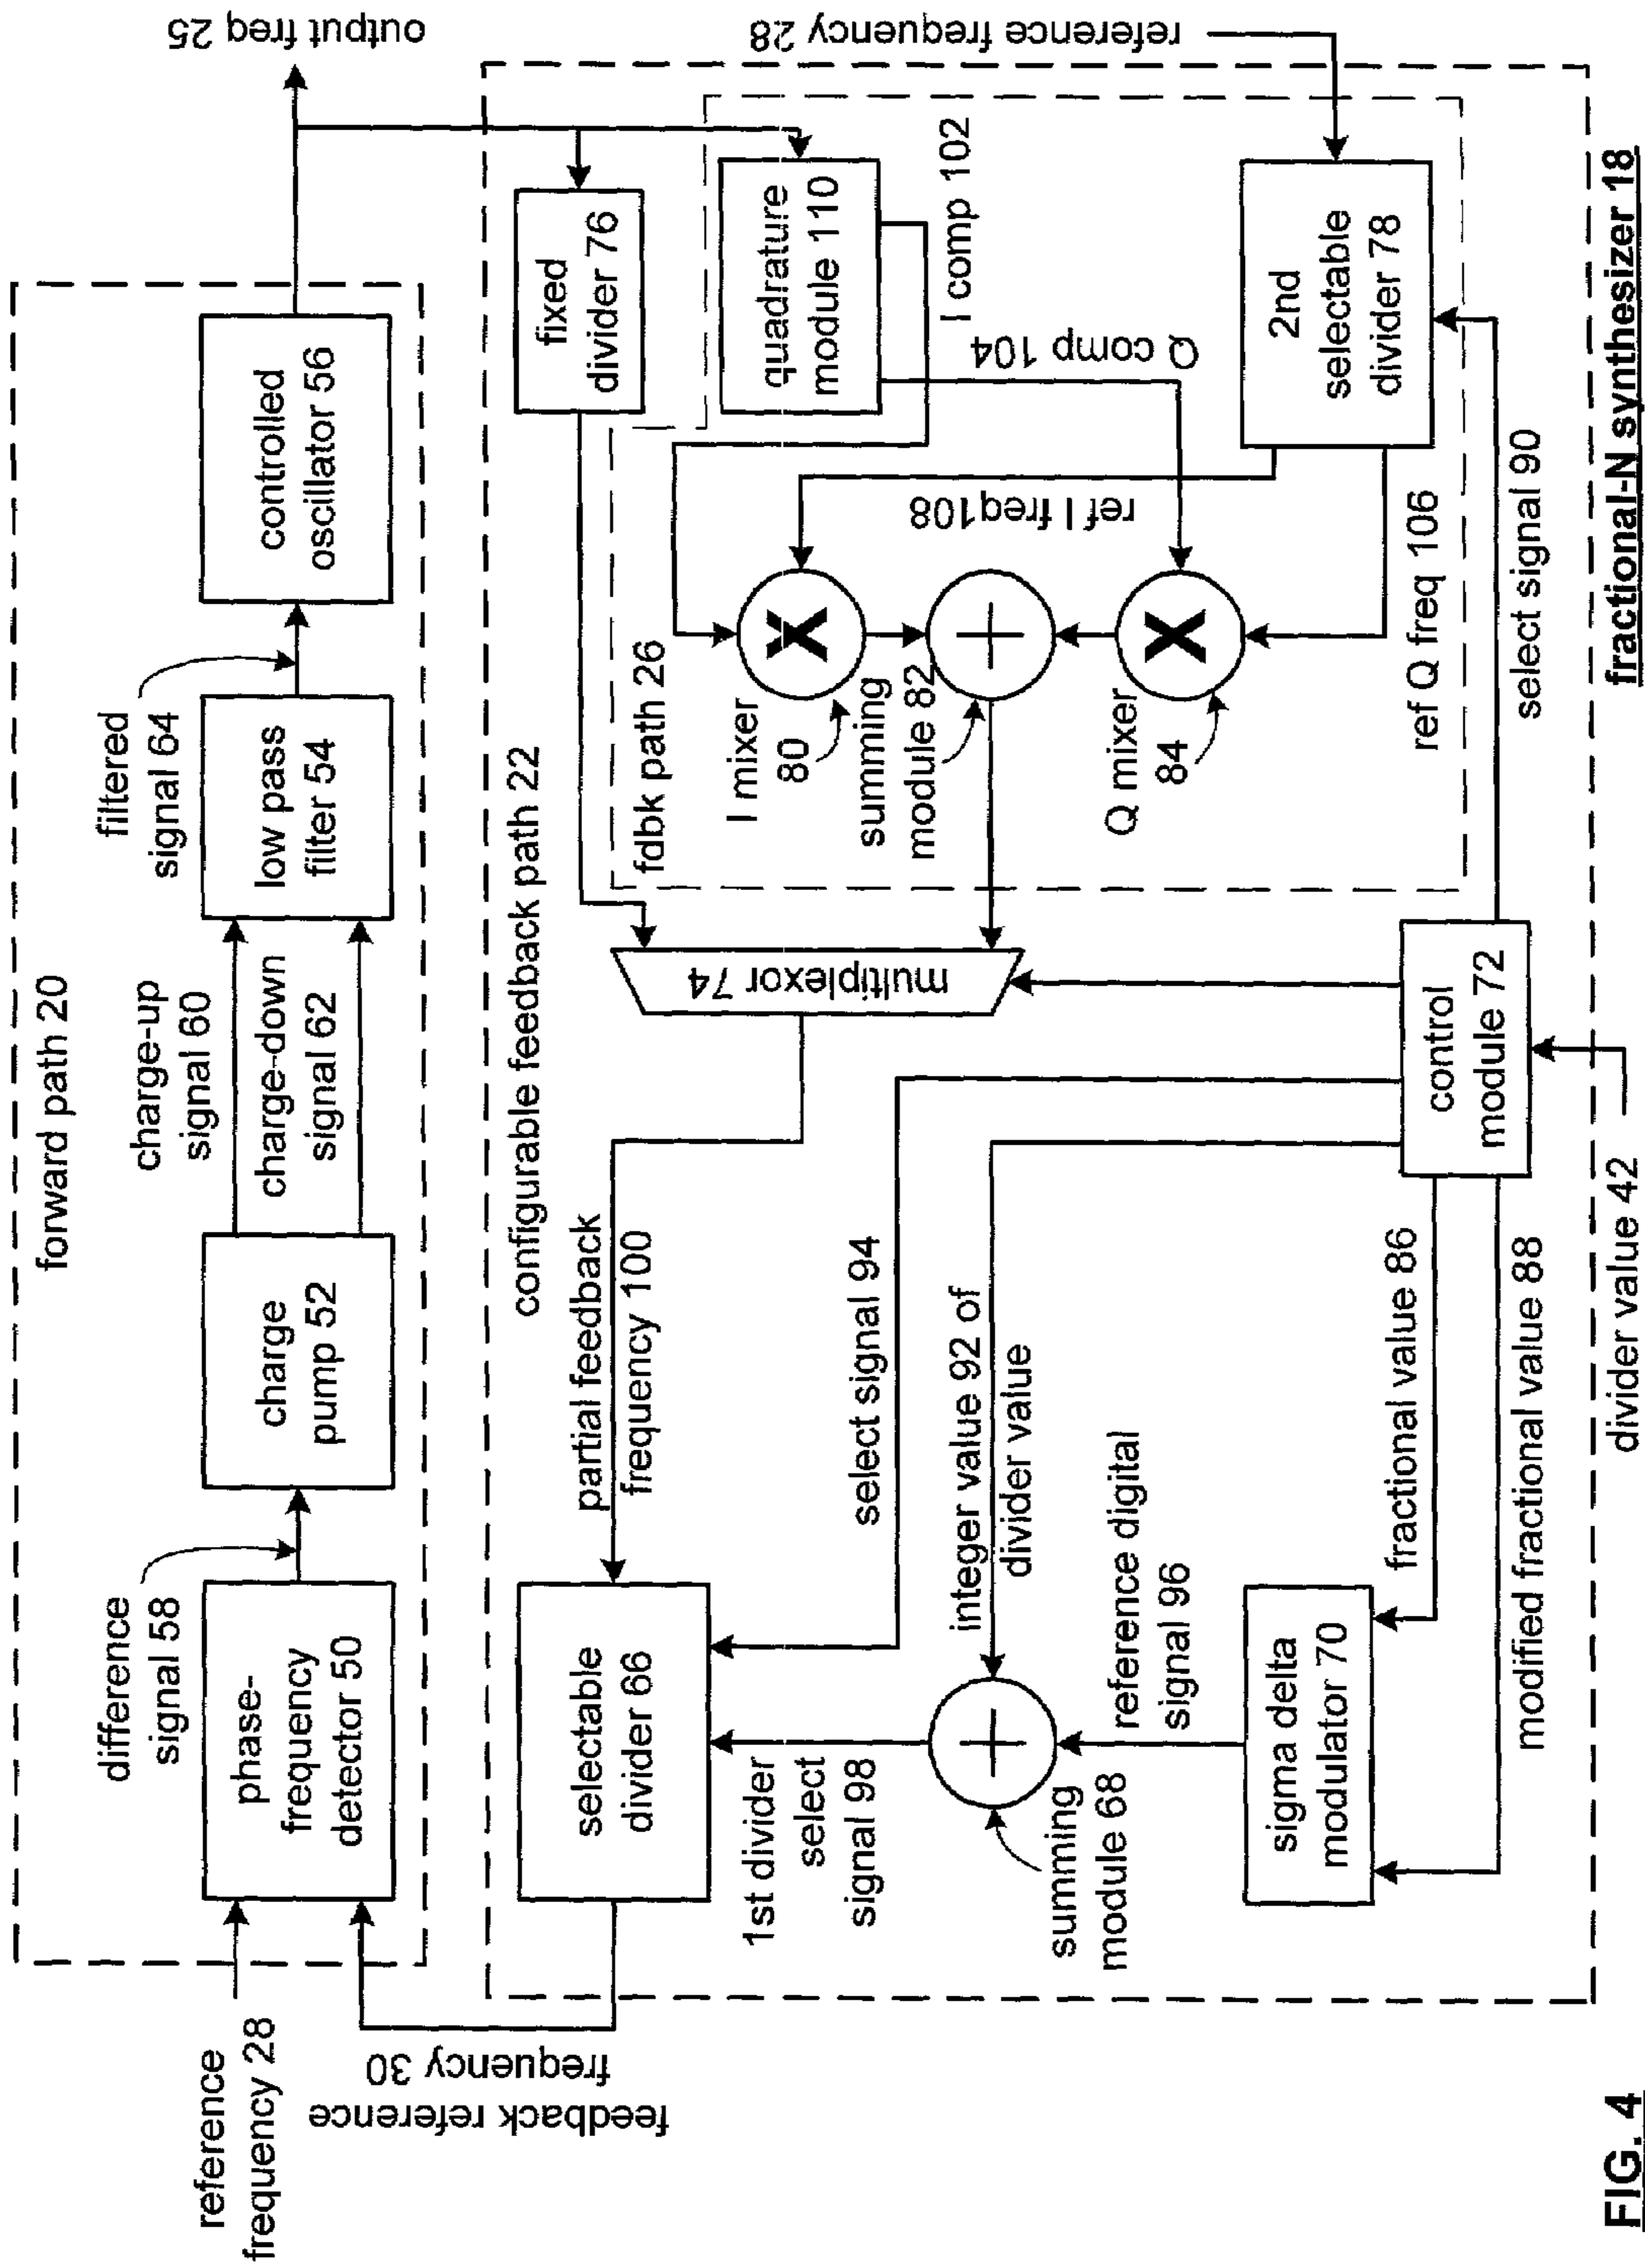 forward path 20
reference
frequency 28
difference
signal 58
phase-
frequency
detector 50
charge
pump 52
charge-up
signal 60
charge-down
signal 62
filtered
signal 64
low pass
filter 54
controlled
oscillator 56
output freq 25
feedback reference
frequency 30
configurable feedback path 22
selectable
divider 66
partial feedback
frequency 100
select signal 94
1st divider
select
signal 98
integer value 92 of
divider value
summing
module 68
reference digital
signal 96
sigma delta
modulator 70
fractional value 86
modified fractional value 88
multiplexor 74
control
module 72
divider value 42
fixed
divider 76
fdbk path 26
quadrature
module 110
I comp 102
Q comp 104
I mixer
80
X
summing
module 82
Q mixer
84
X
ref I freq108
ref Q freq 106
2nd
selectable
divider 78
reference frequency 28
select signal 90
fractional-N synthesizer 18
FIG. 4